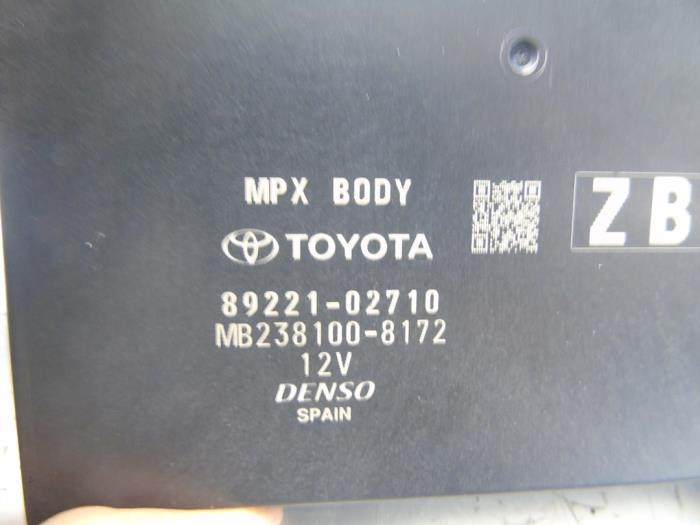 MPX BODY
ZB
TOYOTA
89221-02710
MB238100-8172
12V
DENSO
SPAIN